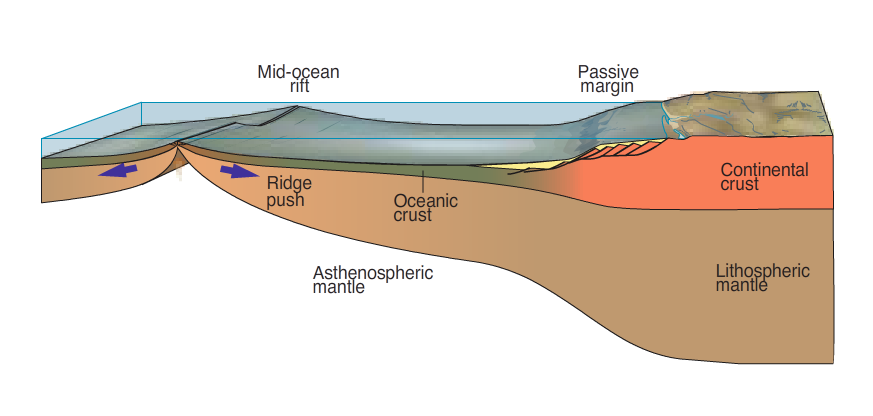 Mid-ocean
rift
Passive
margin
Ridge
push
Oceanic
crust
Continental
crust
Asthenospheric
mantle
Lithospheric
mantle